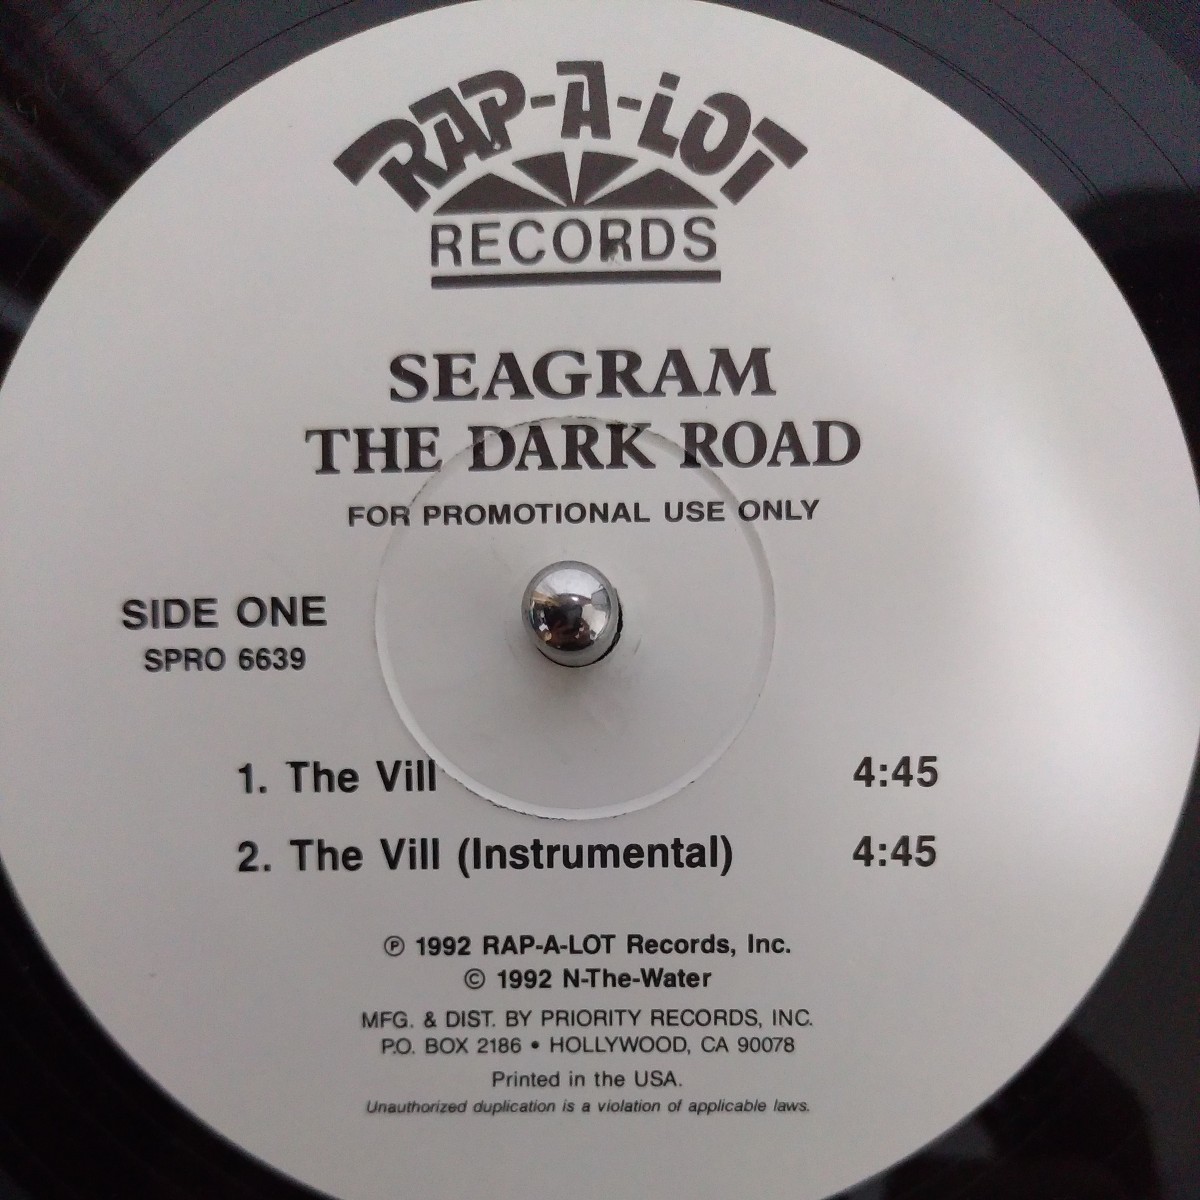 RAP-A-LOT
RECORDS
SEAGRAM
THE DARK ROAD
FOR PROMOTIONAL USE ONLY
SIDE ONE
SPRO 6639
1. The Vill 4:45
2. The Vill (Instrumental) 4:45
℗ 1992 RAP-A-LOT Records, Inc.
© 1992 N-The-Water
MFG. & DIST. BY PRIORITY RECORDS, INC.
P.O. BOX 2186 • HOLLYWOOD, CA 90078
Printed in the USA.
Unauthorized duplication is a violation of applicable laws.